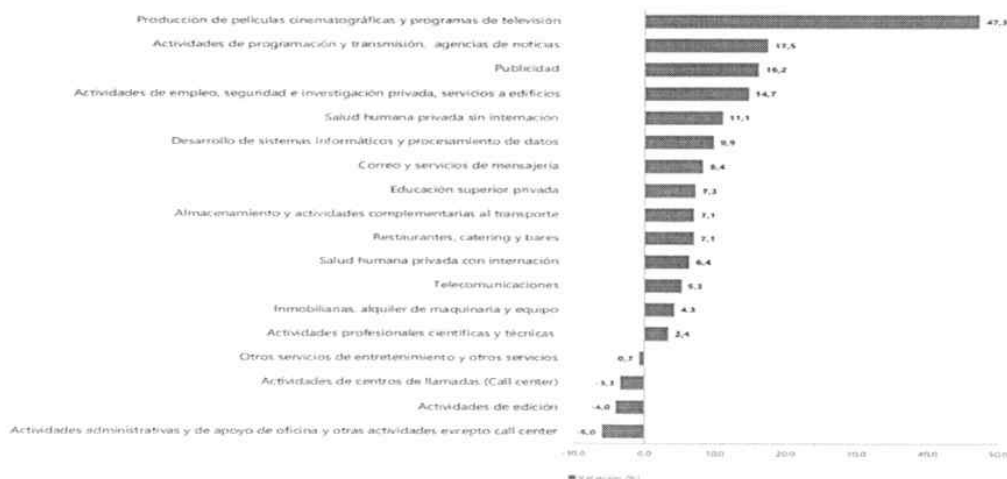 Producción de películas cinematográficas y programas de televisión 47,3
Actividades de programación y transmisión, agencias de noticias 17,5
Publicidad 16,2
Actividades de empleo, seguridad e investigación privada, servicios a edificios 14,7
Salud humana privada sin internación 11,1
Desarrollo de sistemas informáticos y procesamiento de datos 9,9
Correo y servicios de mensajería 8,4
Educación superior privada 7,3
Almacenamiento y actividades complementarias al transporte 7,1
Restaurantes, catering y bares 7,1
Salud humana privada con internación 6,4
Telecomunicaciones 5,3
Inmobiliarias, alquiler de maquinaria y equipo 4,3
Actividades profesionales científicas y técnicas
Otros servicios de entretenimiento y otros servicios
Actividades de centros de llamadas (Call center)
Actividades de edición -4,0
Actividades administrativas y de apoyo de oficina y otras actividades excepto call center -6,0
0,0 10,0 20,0 30,0 40,0 50,0